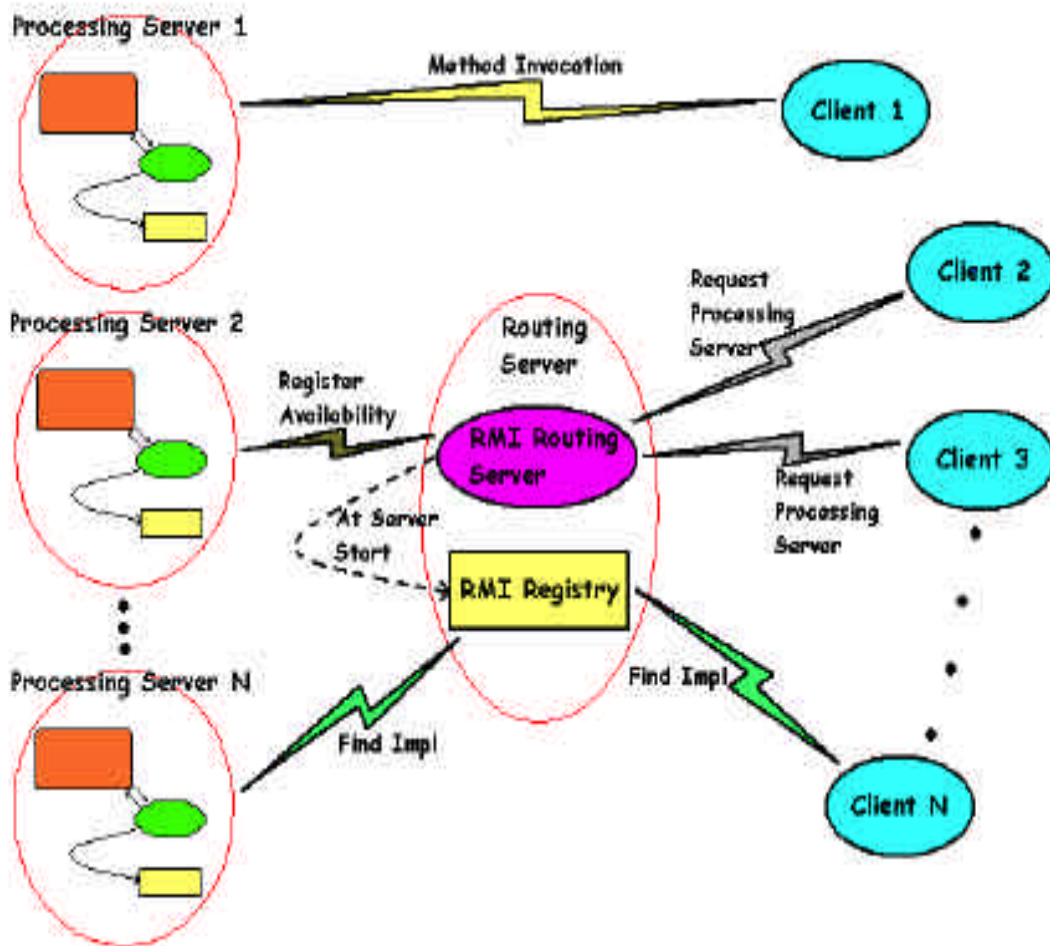 Processing Server 1
Method Invocation
Client 1
Client 2
Request
Processing
Server
Processing Server 2
Routing
Server
Register
Availability
RMI Routing
Server
Client 3
Request
Processing
Server
At Server
Start
RMI Registry
Processing Server N
Find Impl
Find Impl
Client N